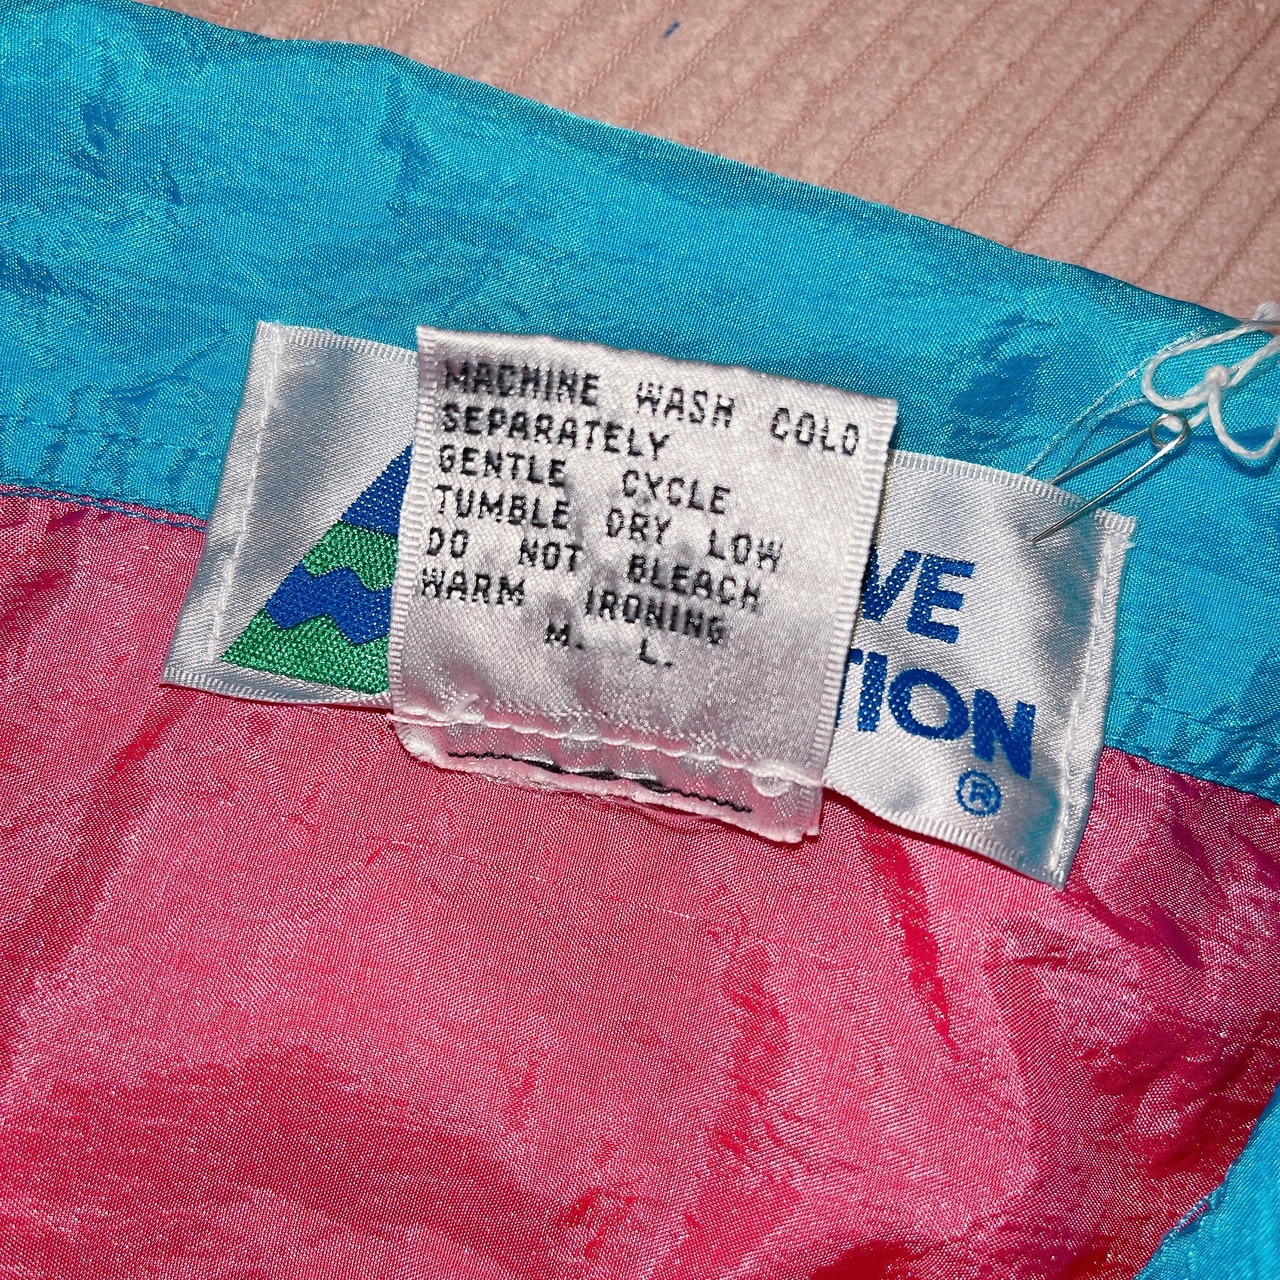 MACHINE WASH COLD
SEPARATELY
GENTLE CYCLE
TUMBLE DRY LOW
DO NOT BLEACH
WARM IRONING
M. L.
VE
TION
®